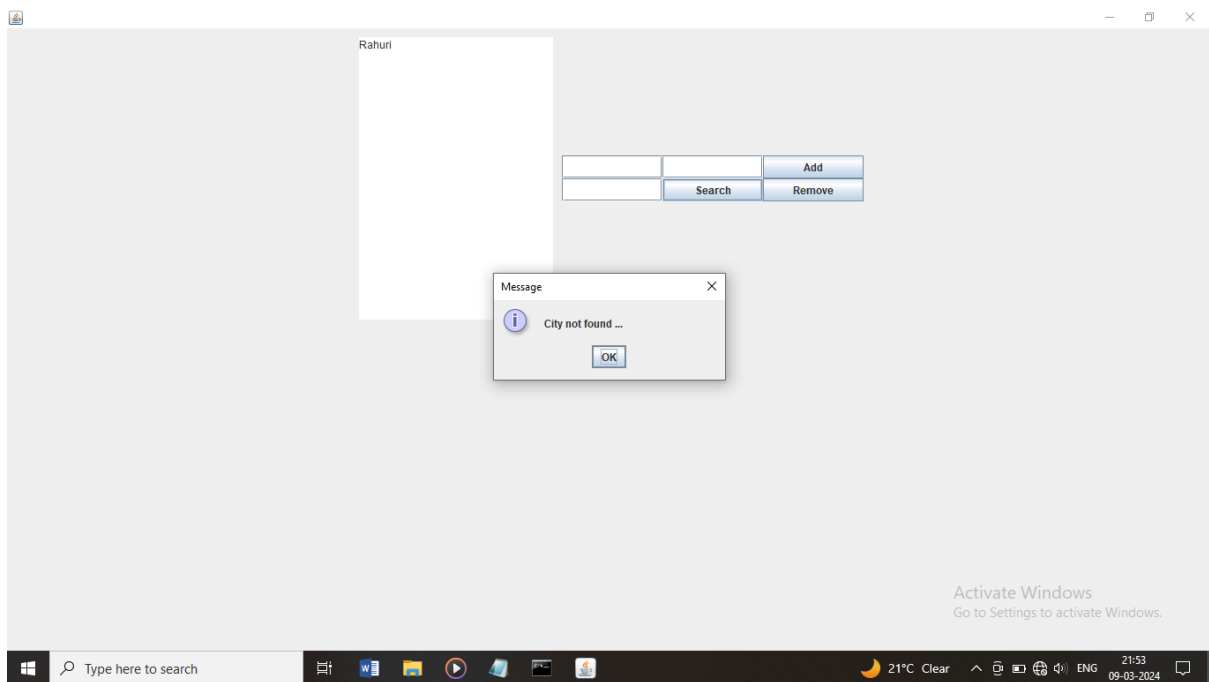 Rahuri
Add
Search
Remove
Message
i
City not found ...
OK
Activate Windows
Go to Settings to activate Windows.
Type here to search
W
21°C Clear
ENG
21:53
09-03-2024